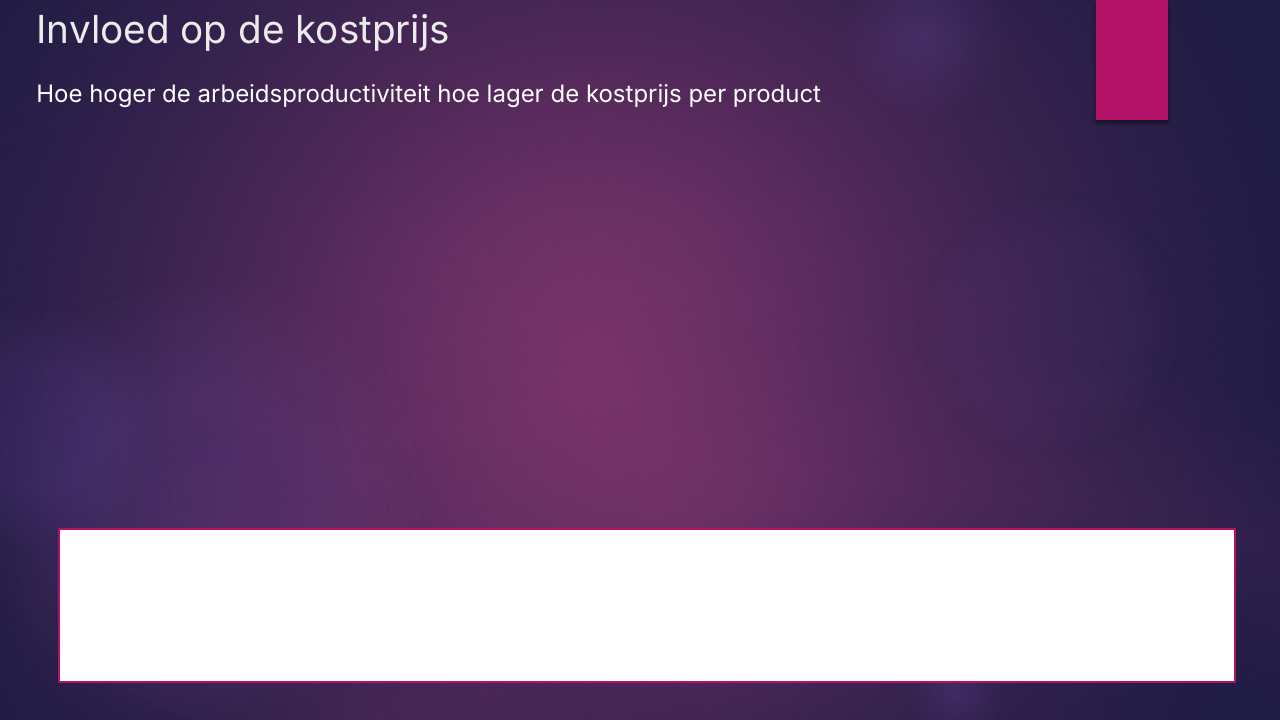 Invloed op de kostprijs
Hoe hoger de arbeidsproductiviteit hoe lager de kostprijs per product